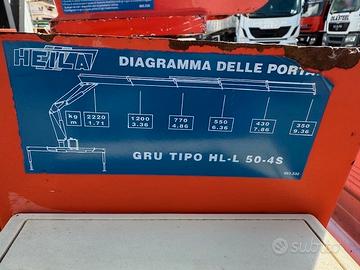 HEILA
DIAGRAMMA DELLE PORTA
kg 2220 1200 770 550 430 350
m 1.71 3.36 4.86 6.36 7.86 9.36
GRU TIPO HL-L 50-4S
subito